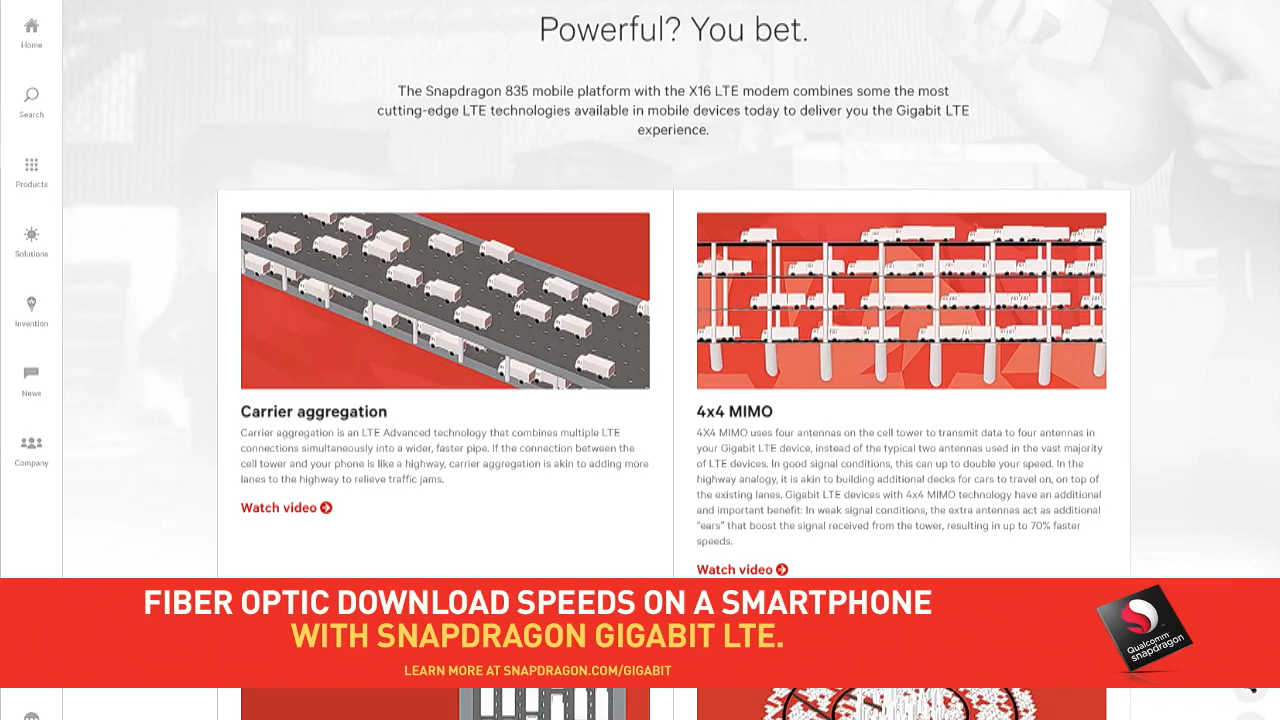 Powerful? You bet.
The Snapdragon 835 mobile platform with the X16 LTE modem combines some the most
cutting-edge LTE technologies available in mobile devices today to deliver you the Gigabit LTE
experience.
Home
Search
Products
Solutions
Invention
News
Company
Carrier aggregation
Carrier aggregation is an LTE Advanced technology that combines multiple LTE
connections simultaneously into a wider, faster pipe. If the connection between the
cell tower and your phone is like a highway, carrier aggregation is akin to adding more
lanes to the highway to relieve traffic jams.
Watch video
4x4 MIMO
4X4 MIMO uses four antennas on the cell tower to transmit data to four antennas in
your Gigabit LTE device, instead of the typical two antennas used in the vast majority
of LTE devices. In good signal conditions, this can up to double your speed. In the
highway analogy, it is akin to building additional decks for cars to travel on, on top of
the existing lanes. Gigabit LTE devices with 4x4 MIMO technology have an additional
and important benefit: In weak signal conditions, the extra antennas act as additional
"ears" that boost the signal received from the tower, resulting in up to 70% faster
speeds.
Watch video
FIBER OPTIC DOWNLOAD SPEEDS ON A SMARTPHONE
WITH SNAPDRAGON GIGABIT LTE.
LEARN MORE AT SNAPDRAGON.COM/GIGABIT
Qualcomm
snapdragon